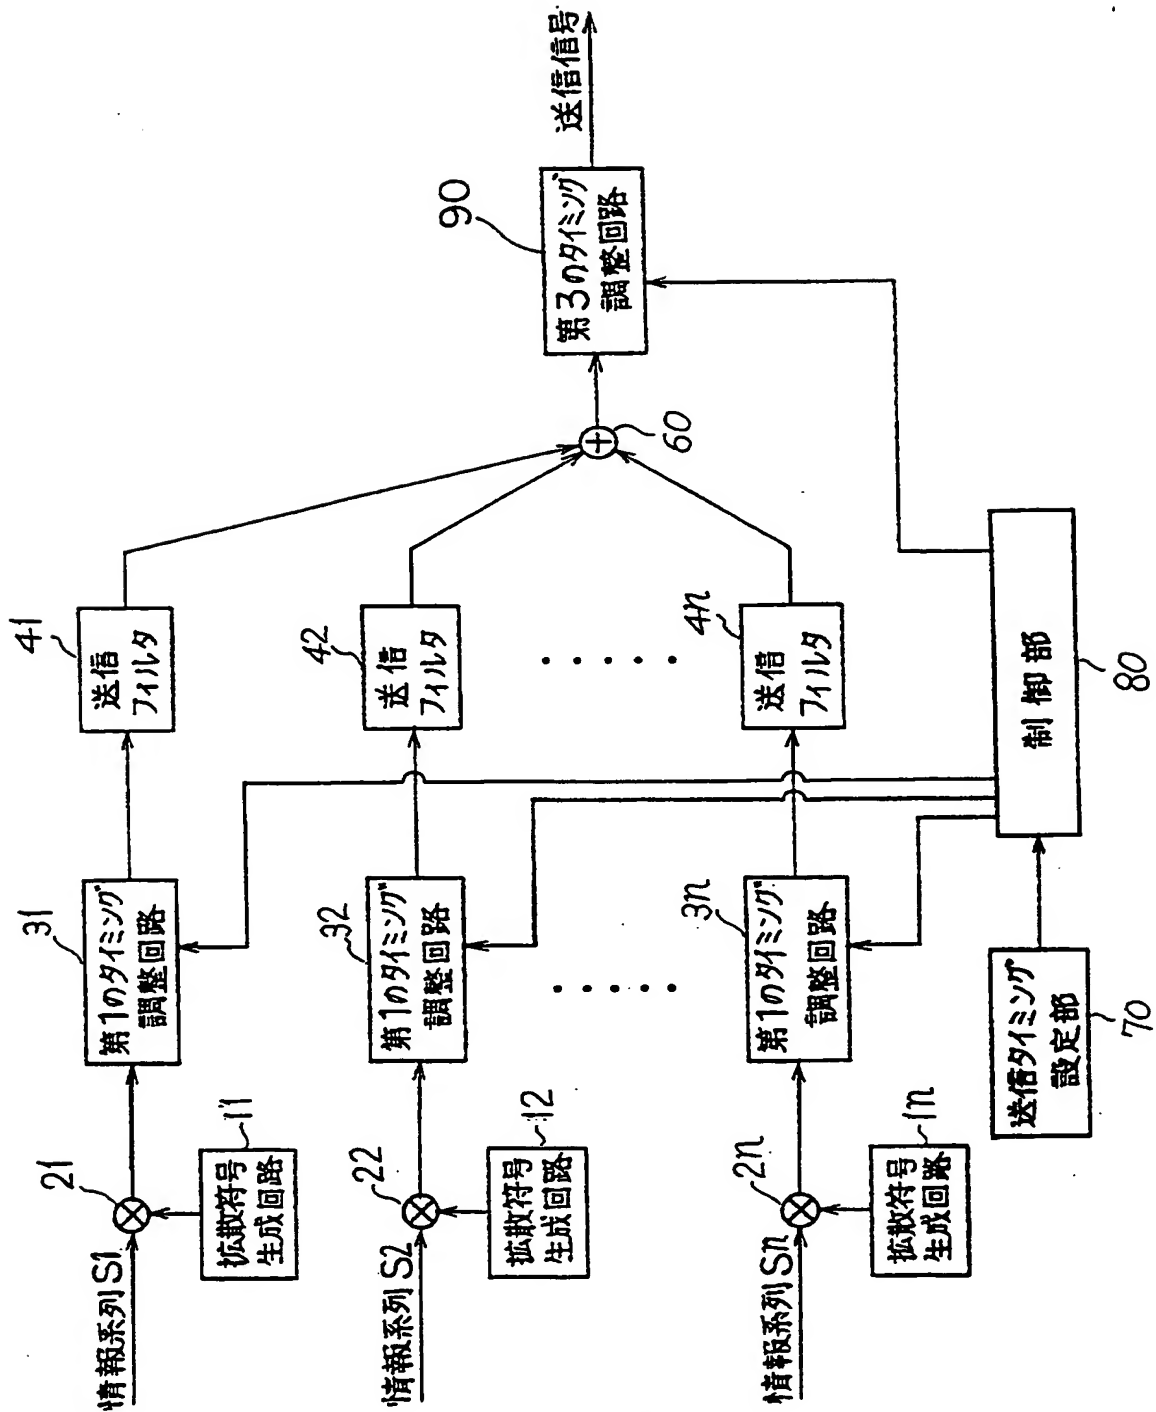 情報系列S1
21
拡散符号
生成回路
11
第1のタイミング
調整回路
31
送信
フィルタ
41
情報系列S2
22
拡散符号
生成回路
12
第1のタイミング
調整回路
32
送信
フィルタ
42
情報系列Sn
2n
拡散符号
生成回路
1n
第1のタイミング
調整回路
3n
送信
フィルタ
4n
60
第3のタイミング
調整回路
90
送信信号
送信タイミング
設定部
70
制御部
80